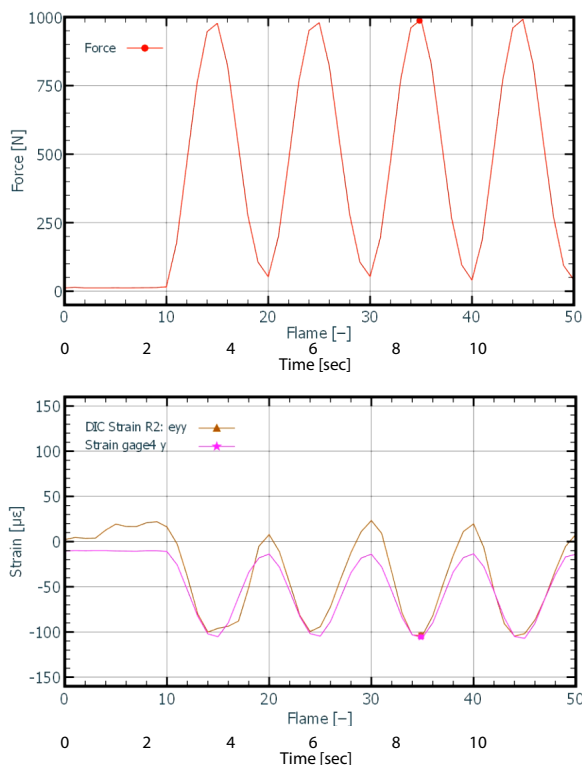 1000
750
500
250
0
Force [N]
Force
0 10 20 30 40 50
Flame [−]
0 2 4 6 8 10
Time [sec]
150
100
50
0
-50
-100
-150
Strain [µε]
DIC Strain R2: eyy
Strain gage4 y
0 10 20 30 40 50
Flame [−]
0 2 4 6 8 10
Time [sec]